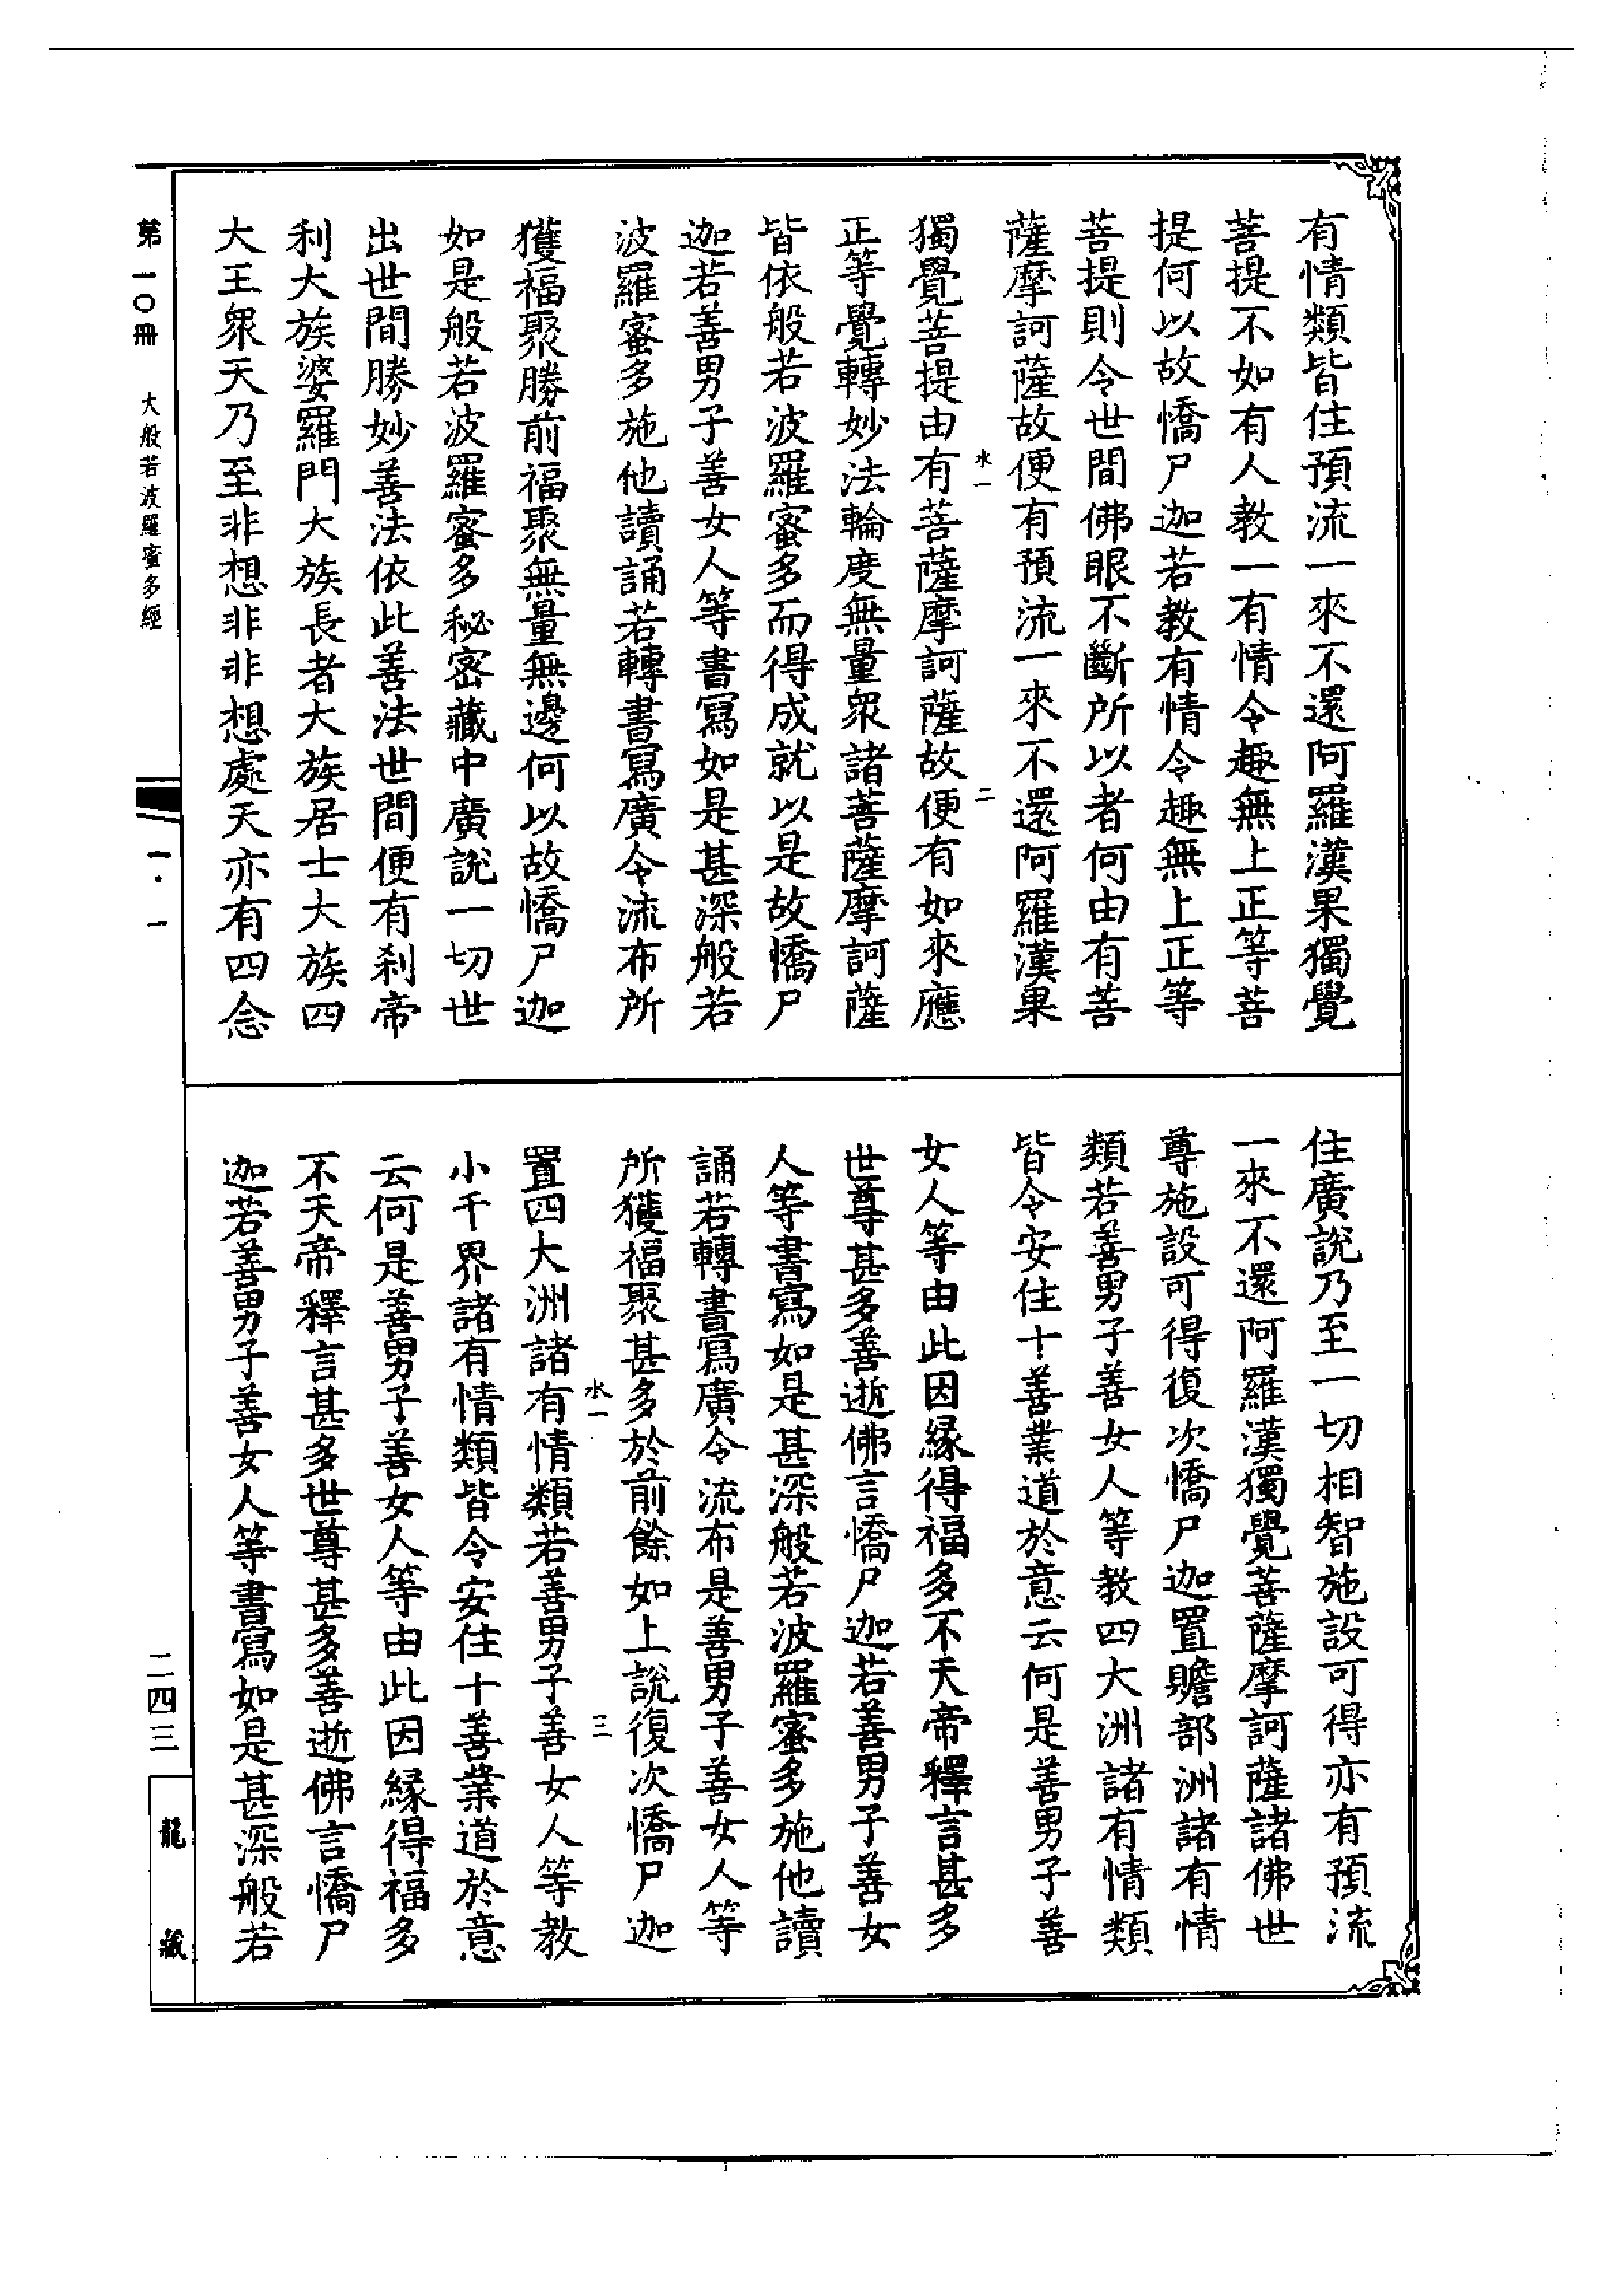 有情類皆住預流一來不還阿羅漢果獨覺
菩提不如有人教一有情令趣無上正等菩
提何以故憍尸迦若教有情令趣無上正等
菩提則令世間佛眼不斷所以者何由有菩
薩摩訶薩故便有預流一來不還阿羅漢果
水一
二
獨覺菩提由有菩薩摩訶薩故便有如來應
正等覺轉妙法輪度無量眾諸菩薩摩訶薩
皆依般若波羅蜜多而得成就以是故憍尸
迦若善男子善女人等書寫如是甚深般若
波羅蜜多施他讀誦若轉書寫廣令流布所
獲福聚勝前福聚無量無邊何以故憍尸迦
如是般若波羅蜜多秘密藏中廣說一切世
出世間勝妙善法依此善法世間便有剎帝
利大族婆羅門大族長者大族居士大族四
大王眾天乃至非想非非想處天亦有四念
住廣說乃至一切相智施設可得亦有預流
一來不還阿羅漢獨覺菩薩摩訶薩諸佛世
尊施設可得復次憍尸迦置贍部洲諸有情
類若善男子善女人等教四大洲諸有情類
皆令安住十善業道於意云何是善男子善
女人等由此因緣得福多不天帝釋言甚多
世尊甚多善逝佛言憍尸迦若善男子善女
人等書寫如是甚深般若波羅蜜多施他讀
誦若轉書寫廣令流布是善男子善女人等
所獲福聚甚多於前餘如上說復次憍尸迦
水一
三
置四大洲諸有情類若善男子善女人等教
小千界諸有情類皆令安住十善業道於意
云何是善男子善女人等由此因緣得福多
不天帝釋言甚多世尊甚多善逝佛言憍尸
迦若善男子善女人等書寫如是甚深般若
第一〇冊
大般若波羅蜜多經
一·一
二四三
龍藏